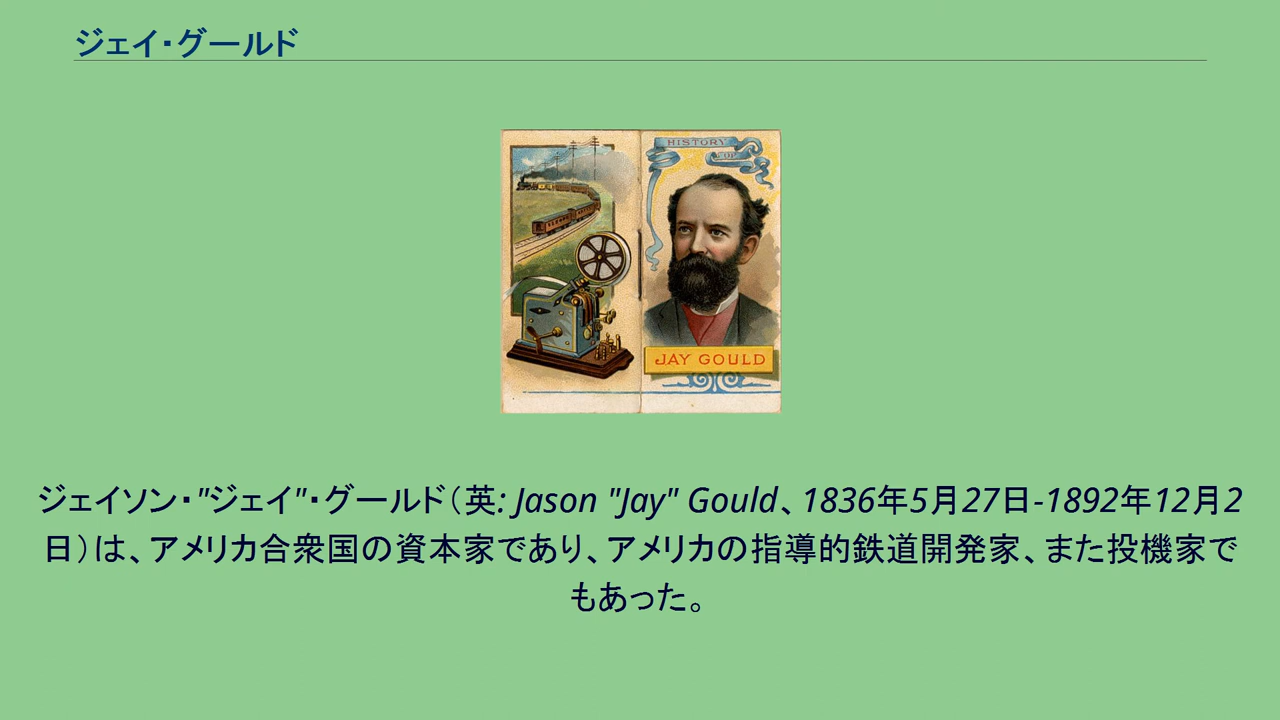 ジェイ・グールド
HISTORY
OF
JAY GOULD
ジェイソン・"ジェイ"・グールド（英: Jason "Jay" Gould、1836年5月27日-1892年12月2
日）は、アメリカ合衆国の資本家であり、アメリカの指導的鉄道開発家、また投機家で
もあった。